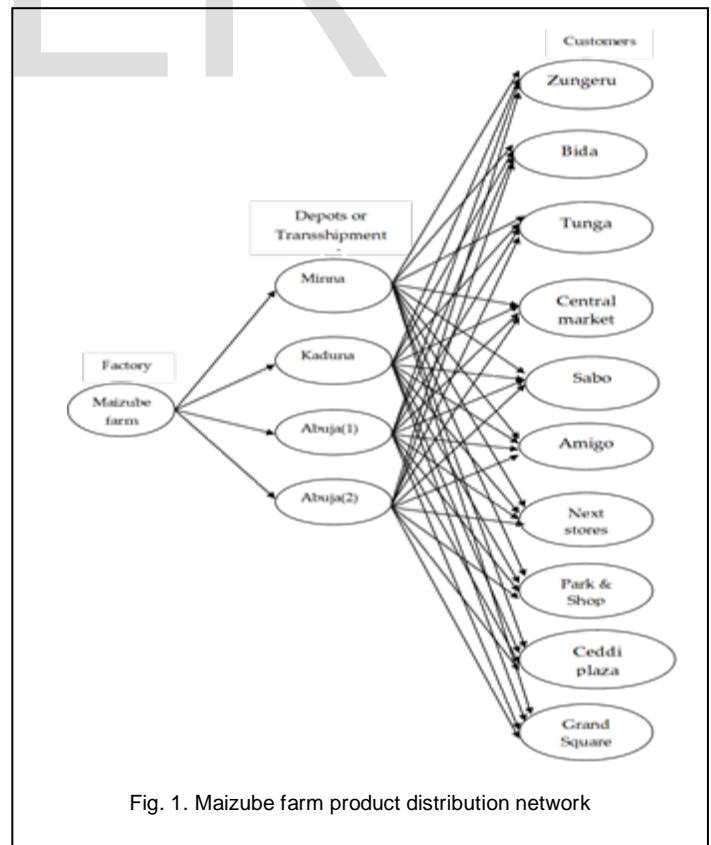 Customers
Zungeru
Bida
Tunga
Central
market
Sabo
Amigo
Next
stores
Park &
Shop
Ceddi
plaza
Grand
Square
Depots or
Transshipment
Minna
Kaduna
Abuja(1)
Abuja(2)
Factory
Maizube
farm
Fig. 1. Maizube farm product distribution network